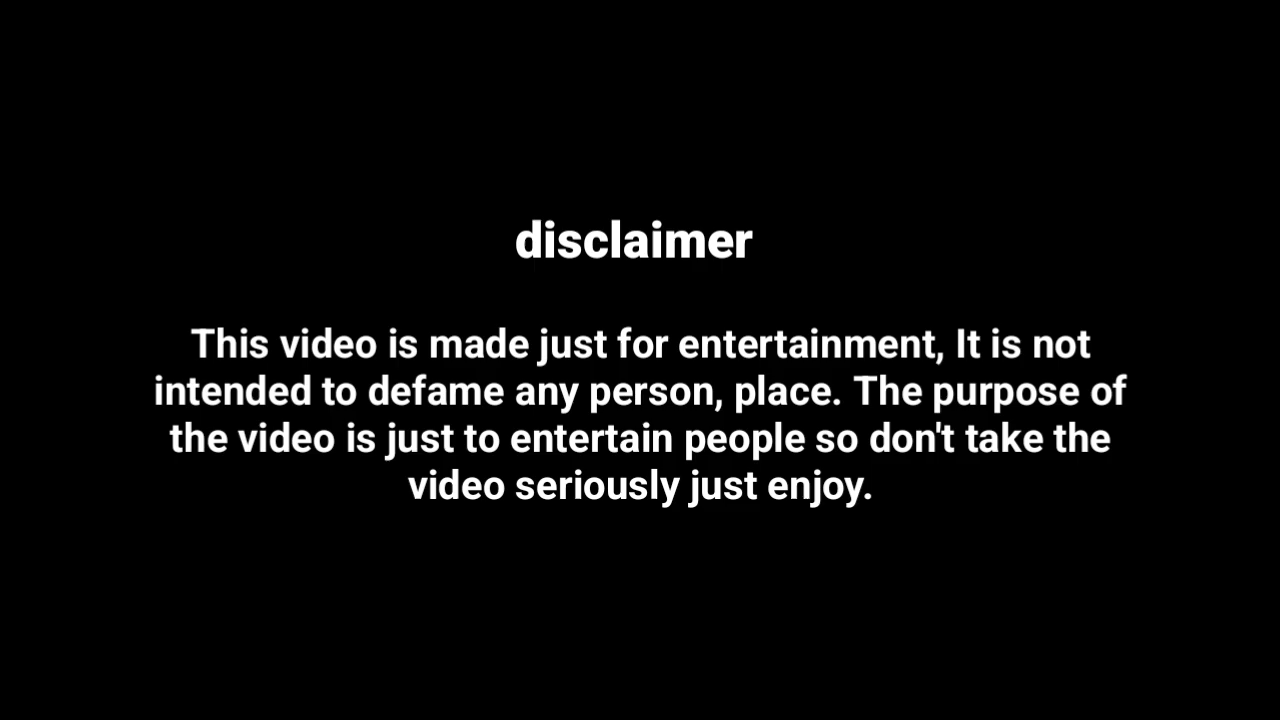 disclaimer
This video is made just for entertainment, It is not
intended to defame any person, place. The purpose of
the video is just to entertain people so don't take the
video seriously just enjoy.